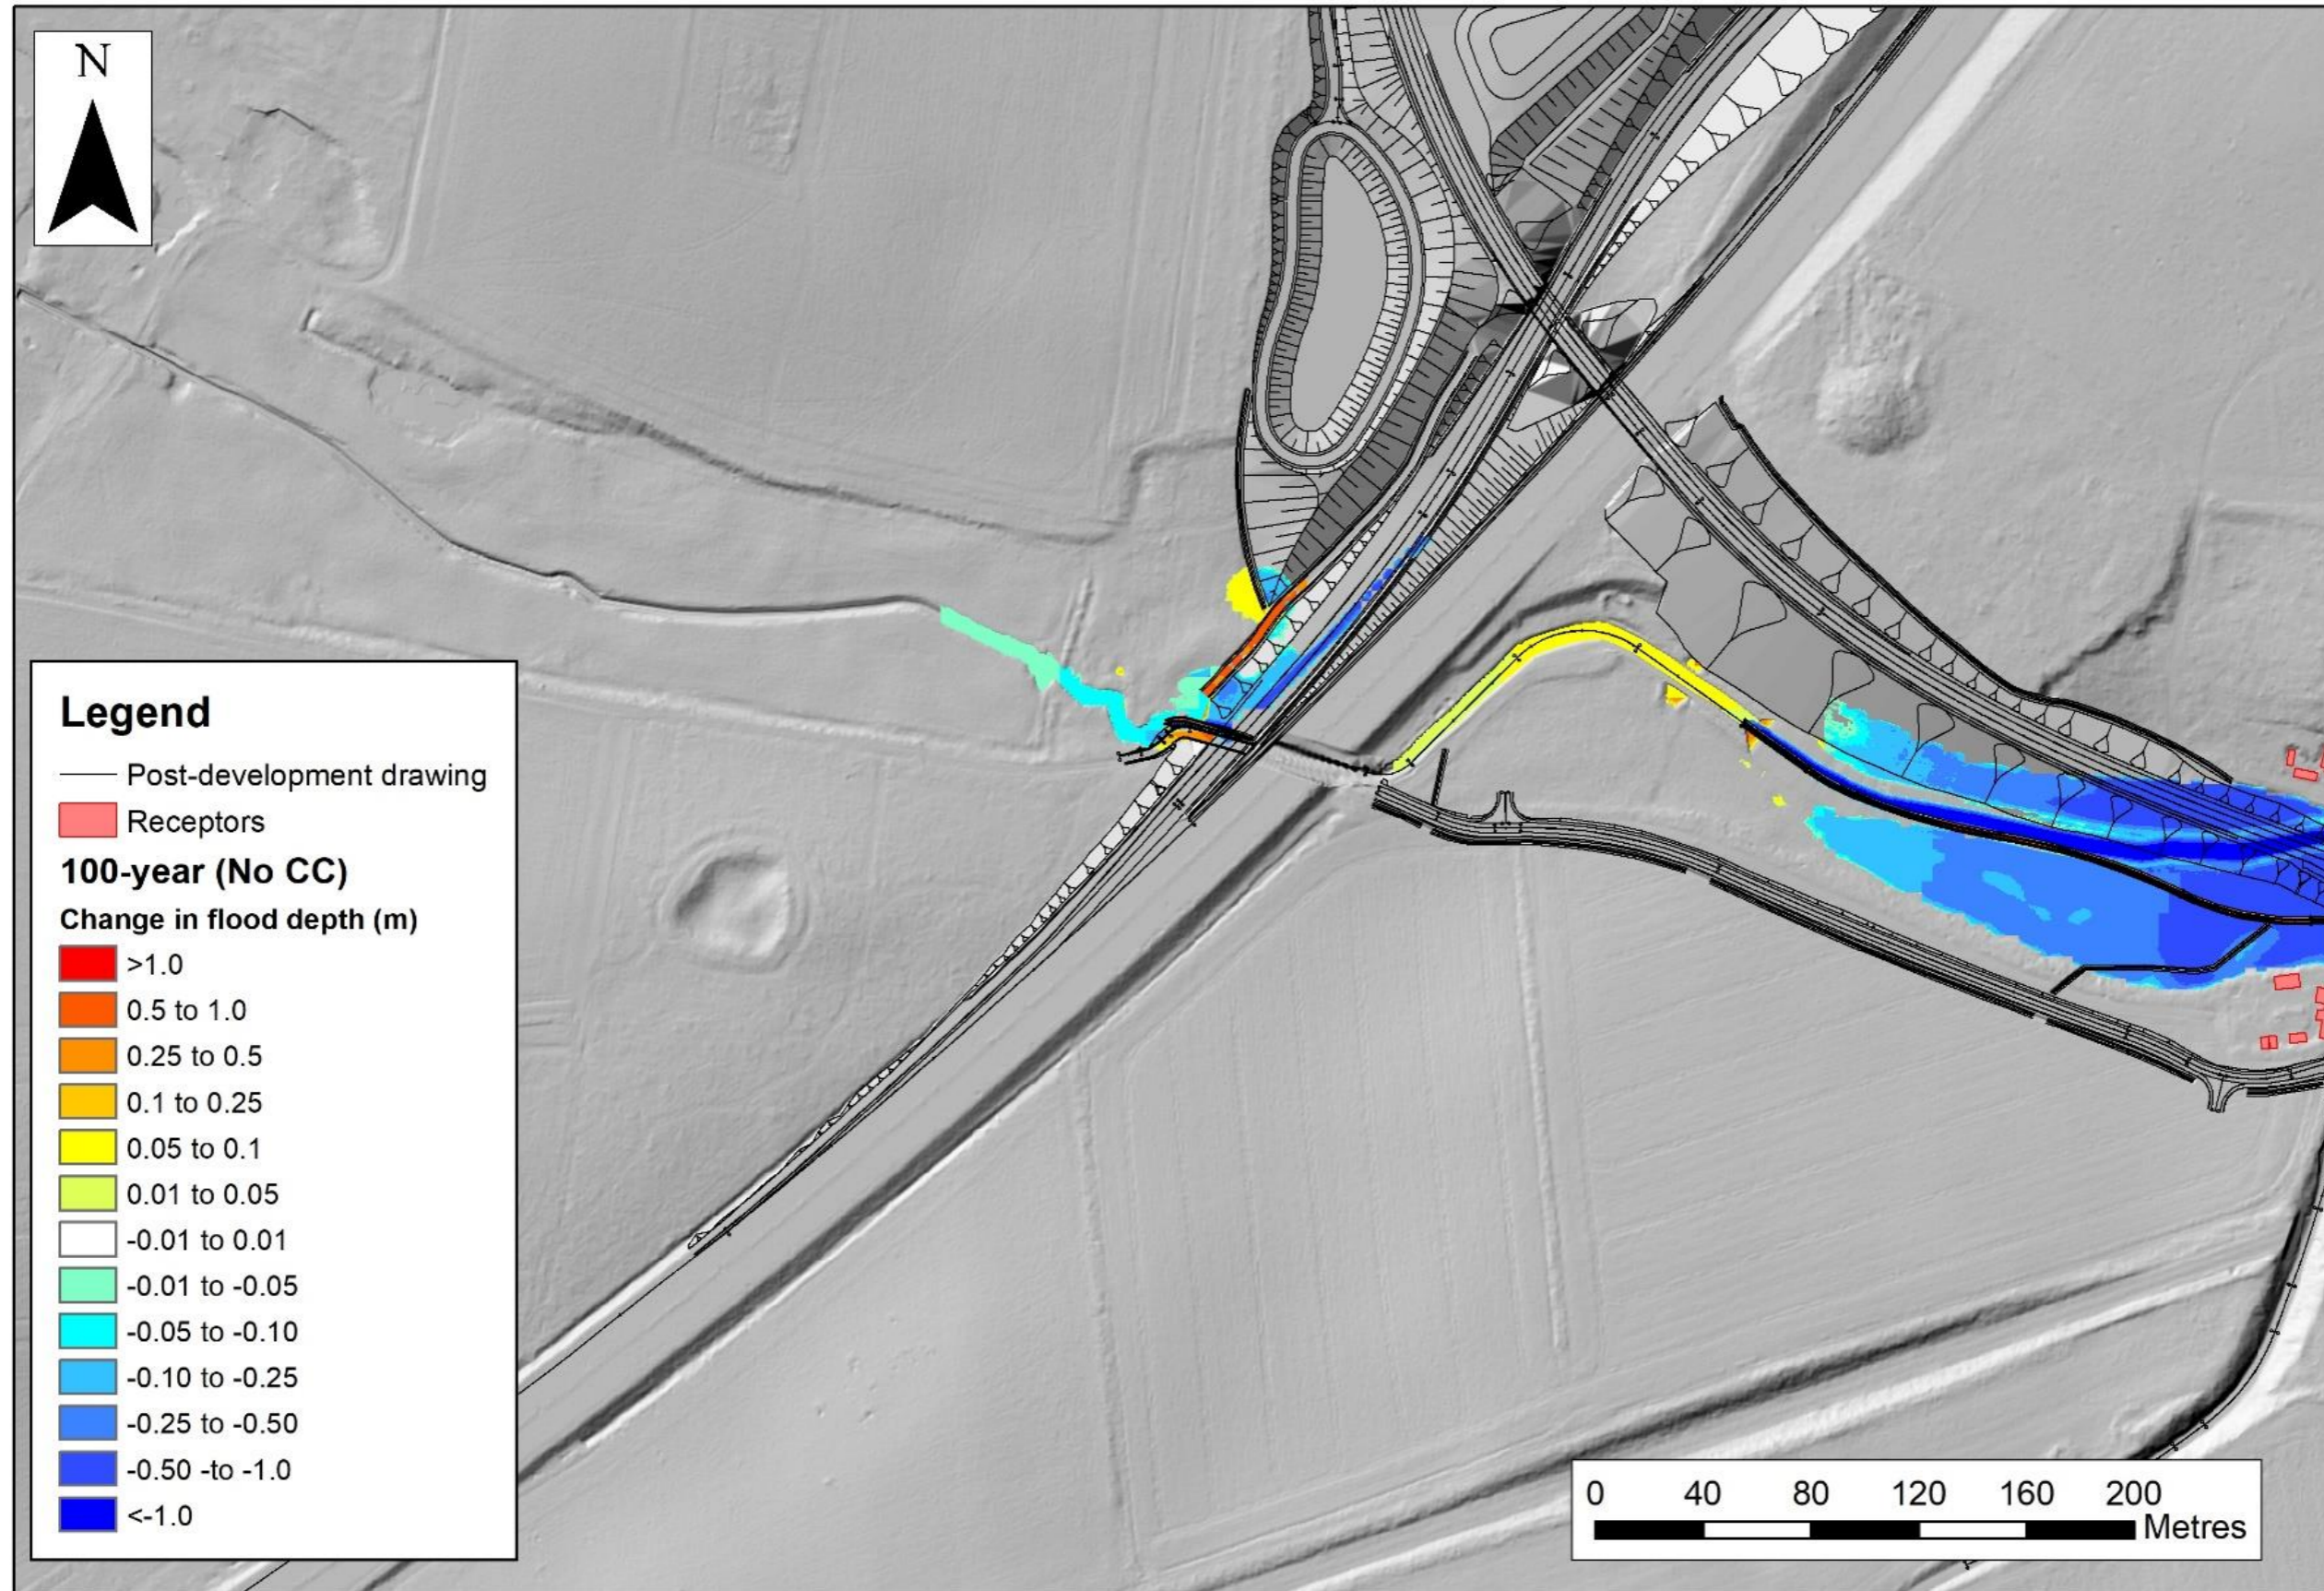 N
Legend
Post-development drawing
Receptors
100-year (No CC)
Change in flood depth (m)
>1.0
0.5 to 1.0
0.25 to 0.5
0.1 to 0.25
0.05 to 0.1
0.01 to 0.05
-0.01 to 0.01
-0.01 to -0.05
-0.05 to -0.10
-0.10 to -0.25
-0.25 to -0.50
-0.50 -to -1.0
<-1.0
0 40 80 120 160 200
Metres